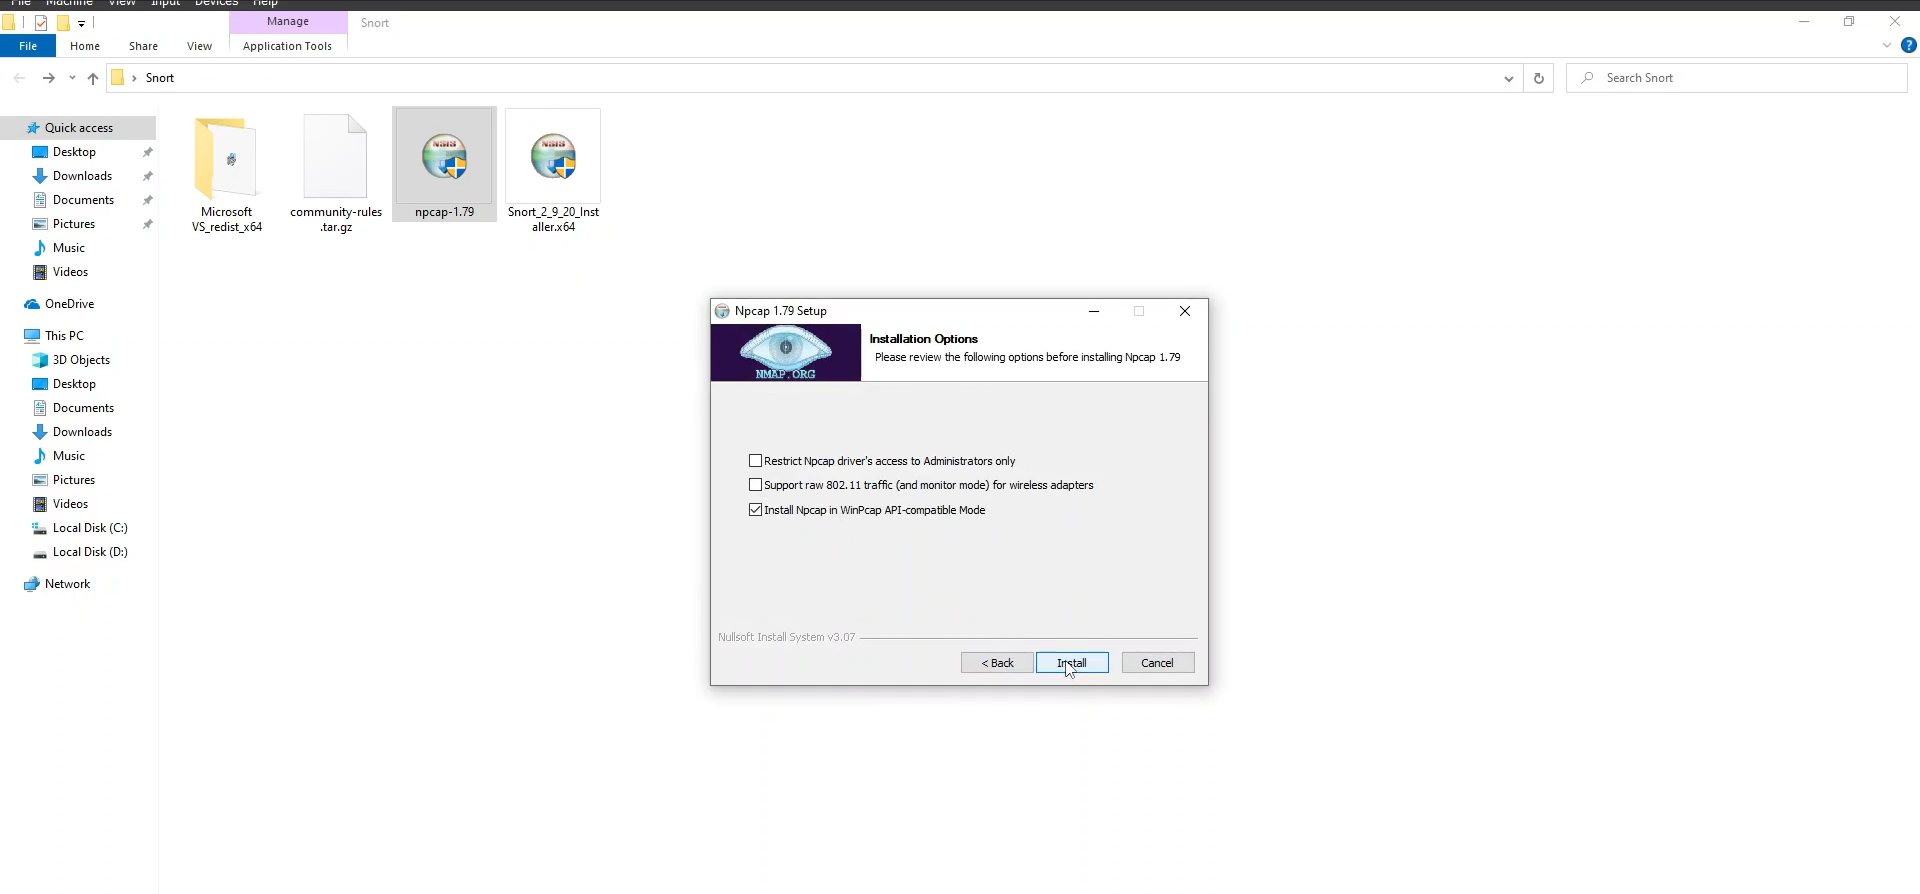 File Machine View Input Devices Help
Manage Snort
File Home Share View Application Tools
Snort
Search Snort
Quick access
Desktop
Downloads
Documents
Pictures
Music
Videos
OneDrive
This PC
3D Objects
Desktop
Documents
Downloads
Music
Pictures
Videos
Local Disk (C:)
Local Disk (D:)
Network
Microsoft
VS_redist_x64
community-rules
.tar.gz
NSIS
npcap-1.79
NSIS
Snort_2_9_20_Inst
aller.x64
Npcap 1.79 Setup
NMAP.ORG
Installation Options
Please review the following options before installing Npcap 1.79
Restrict Npcap driver's access to Administrators only
Support raw 802.11 traffic (and monitor mode) for wireless adapters
Install Npcap in WinPcap API-compatible Mode
Nullsoft Install System v3.07
< Back Install Cancel